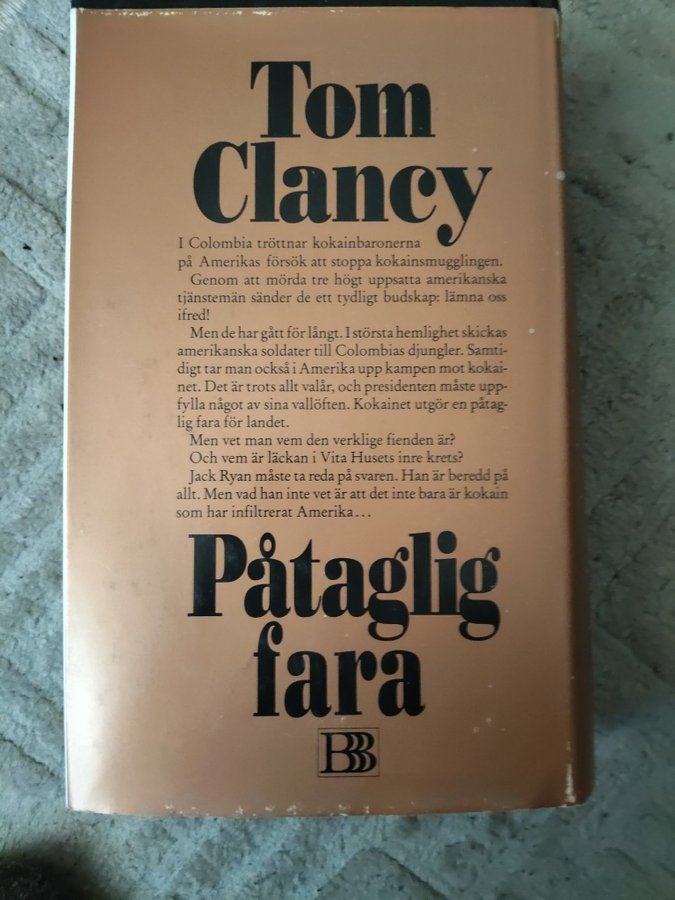 Tom
Clancy
I Colombia tröttnar kokainbaronerna
på Amerikas försök att stoppa kokainsmugglingen.
Genom att mörda tre högt uppsatta amerikanska
tjänstemän sänder de ett tydligt budskap: lämna oss
ifred!
Men de har gått för långt. I största hemlighet skickas
amerikanska soldater till Colombias djungler. Samti-
digt tar man också i Amerika upp kampen mot kokai-
net. Det är trots allt valår, och presidenten måste upp-
fylla något av sina vallöften. Kokainet utgör en påtag-
lig fara för landet.
Men vet man vem den verklige fienden är?
Och vem är läckan i Vita Husets inre krets?
Jack Ryan måste ta reda på svaren. Han är beredd på
allt. Men vad han inte vet är att det inte bara är kokain
som har infiltrerat Amerika...
Påtaglig
fara
BBB